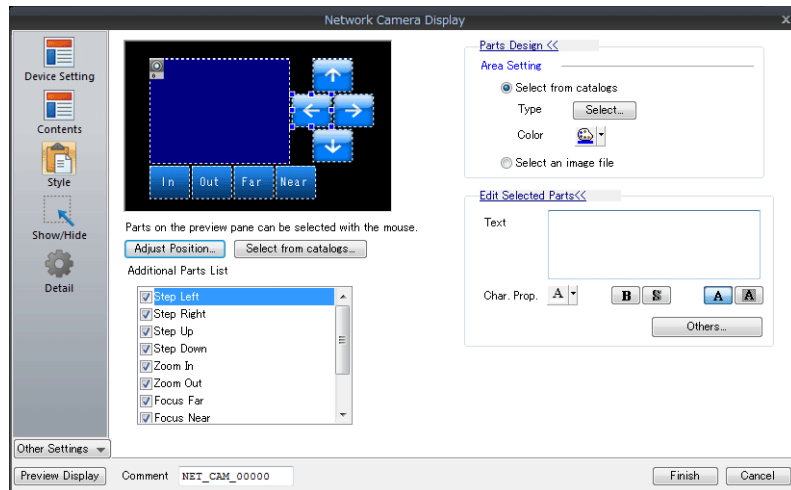 Network Camera Display
X
Device Setting
Contents
Style
Show/Hide
Detail
Other Settings
In Out Far Near
Parts on the preview pane can be selected with the mouse.
Adjust Position... Select from catalogs...
Additional Parts List
Step Left
Step Right
Step Up
Step Down
Zoom In
Zoom Out
Focus Far
Focus Near
Parts Design <<
Area Setting
Select from catalogs
Type Select...
Color
Select an image file
Edit Selected Parts<<
Text
Char. Prop. A B S A A
Others...
Preview Display Comment NET_CAM_00000 Finish Cancel